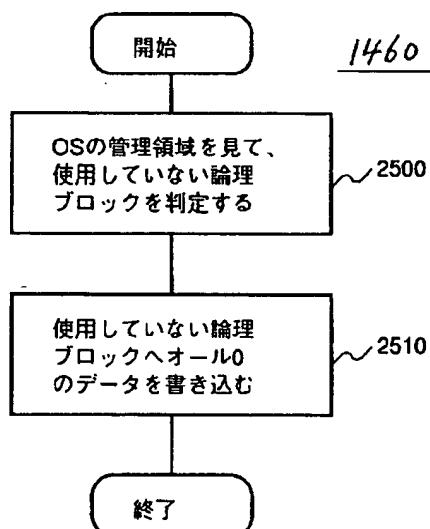 開始
1460
OSの管理領域を見て、
使用していない論理
ブロックを判定する
2500
使用していない論理
ブロックへオール0
のデータを書き込む
2510
終了